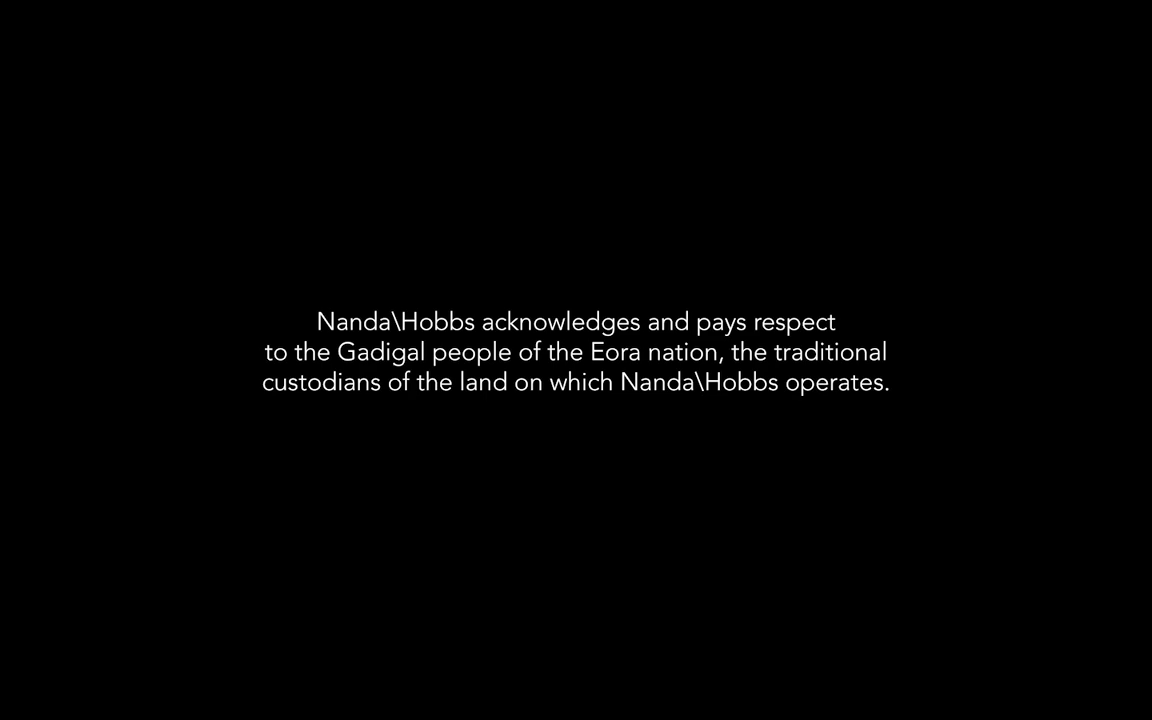 Nanda\Hobbs acknowledges and pays respect
to the Gadigal people of the Eora nation, the traditional
custodians of the land on which Nanda\Hobbs operates.